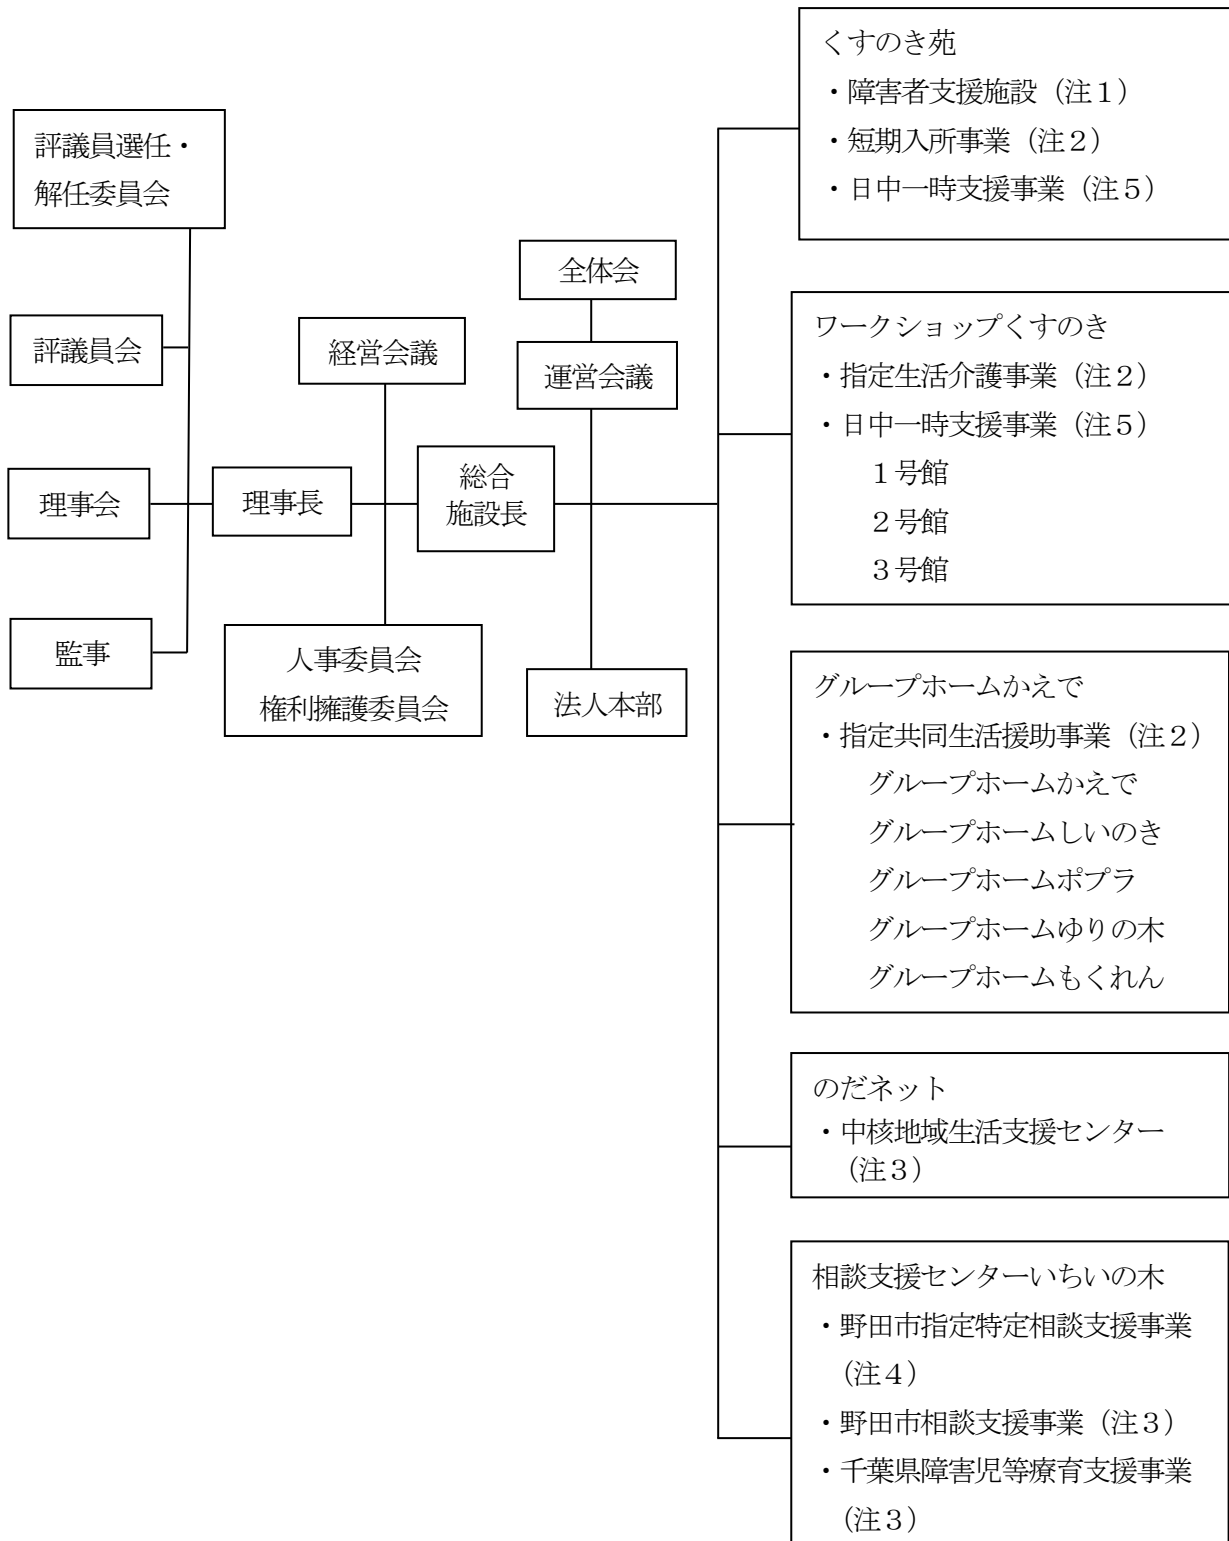 評議員選任・
解任委員会
評議員会
理事会
監事
理事長
経営会議
人事委員会
権利擁護委員会
総合
施設長
全体会
運営会議
法人本部
くすのき苑
・障害者支援施設（注１）
・短期入所事業（注２）
・日中一時支援事業（注５）
ワークショップくすのき
・指定生活介護事業（注２）
・日中一時支援事業（注５）
１号館
２号館
３号館
グループホームかえで
・指定共同生活援助事業（注２）
グループホームかえで
グループホームしいのき
グループホームポプラ
グループホームゆりの木
グループホームもくれん
のだネット
・中核地域生活支援センター
（注３）
相談支援センターいちいの木
・野田市指定特定相談支援事業
（注４）
・野田市相談支援事業（注３）
・千葉県障害児等療育支援事業
（注３）